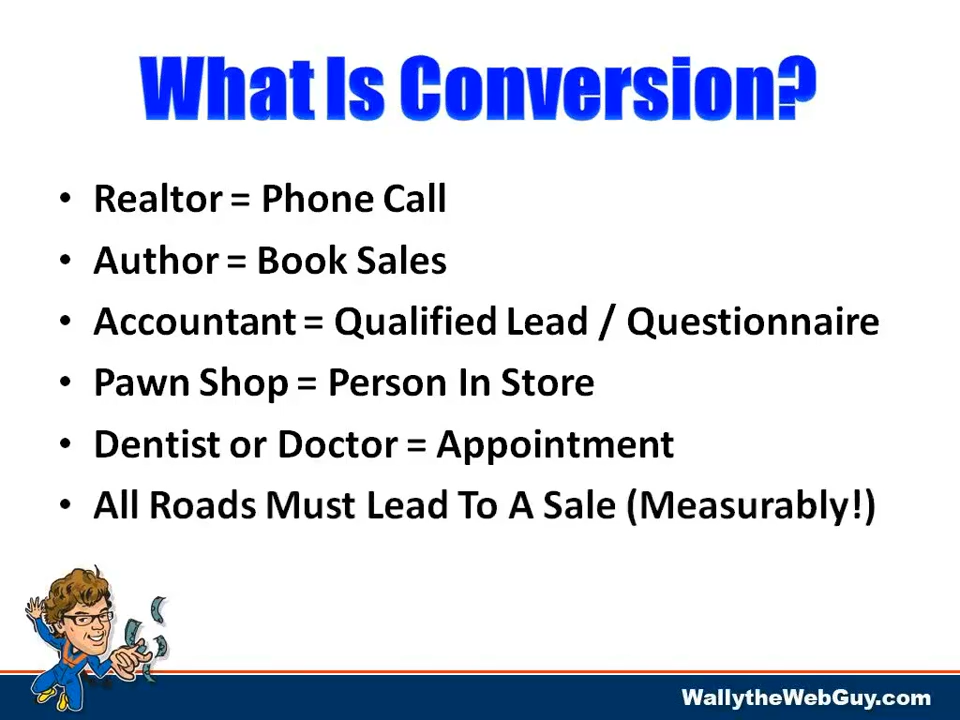 What Is Conversion?
• Realtor = Phone Call
• Author = Book Sales
• Accountant = Qualified Lead / Questionnaire
• Pawn Shop = Person In Store
• Dentist or Doctor = Appointment
• All Roads Must Lead To A Sale (Measurably!)
WallytheWebGuy.com